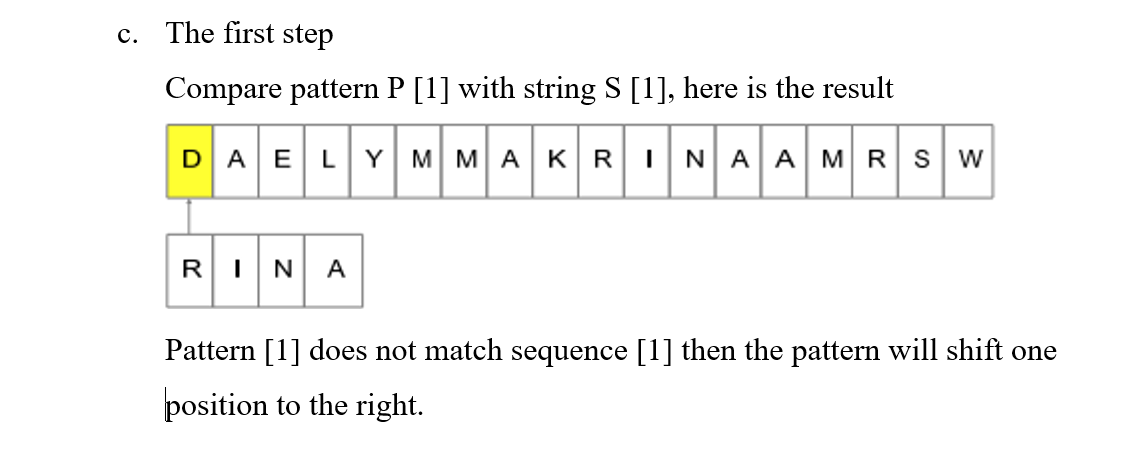 c. The first step
Compare pattern P [1] with string S [1], here is the result
D A E L Y M M A K R I N A A M R S W
R I N A
Pattern [1] does not match sequence [1] then the pattern will shift one
position to the right.